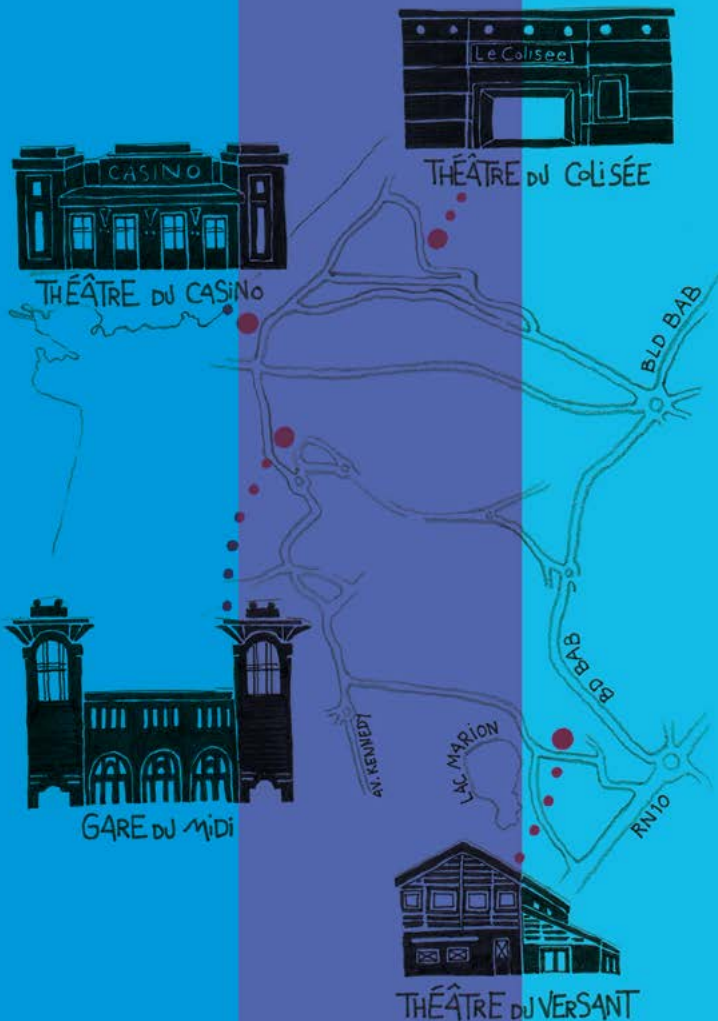 Le Colisee
THÉÂTRE DU COLISÉE
CASINO
THÉÂTRE DU CASINO
BLD BAB
BD BAB
AV. KENNEDY
LAC MARION
RN10
GARE DU MiDi
THÉÂTRE DU VERSANT